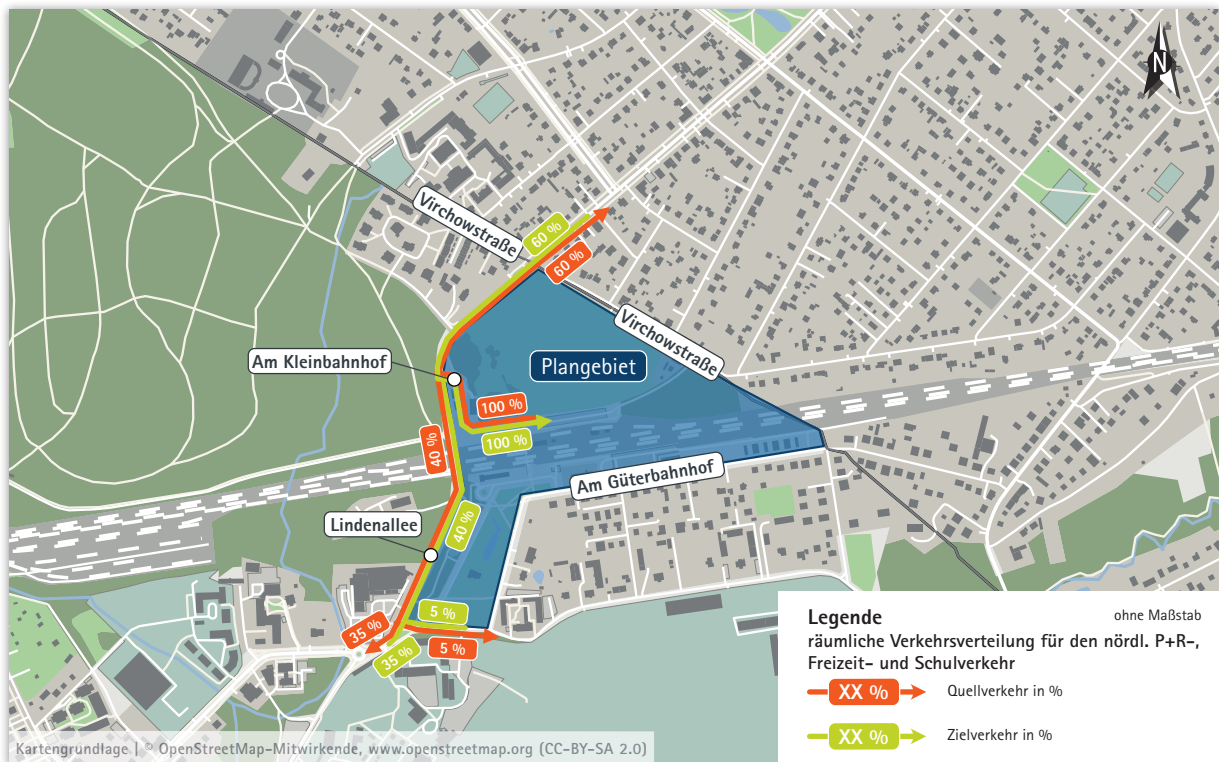 N
Virchowstraße
60 %
60 %
Virchowstraße
Am Kleinbahnhof
Plangebiet
100 %
100 %
40 %
Am Güterbahnhof
Lindenallee
40 %
5 %
35 %
35 %
5 %
Legende
ohne Maßstab
räumliche Verkehrsverteilung für den nördl. P+R-,
Freizeit- und Schulverkehr
XX %
Quellverkehr in %
XX %
Zielverkehr in %
Kartengrundlage | © OpenStreetMap-Mitwirkende, www.openstreetmap.org (CC-BY-SA 2.0)